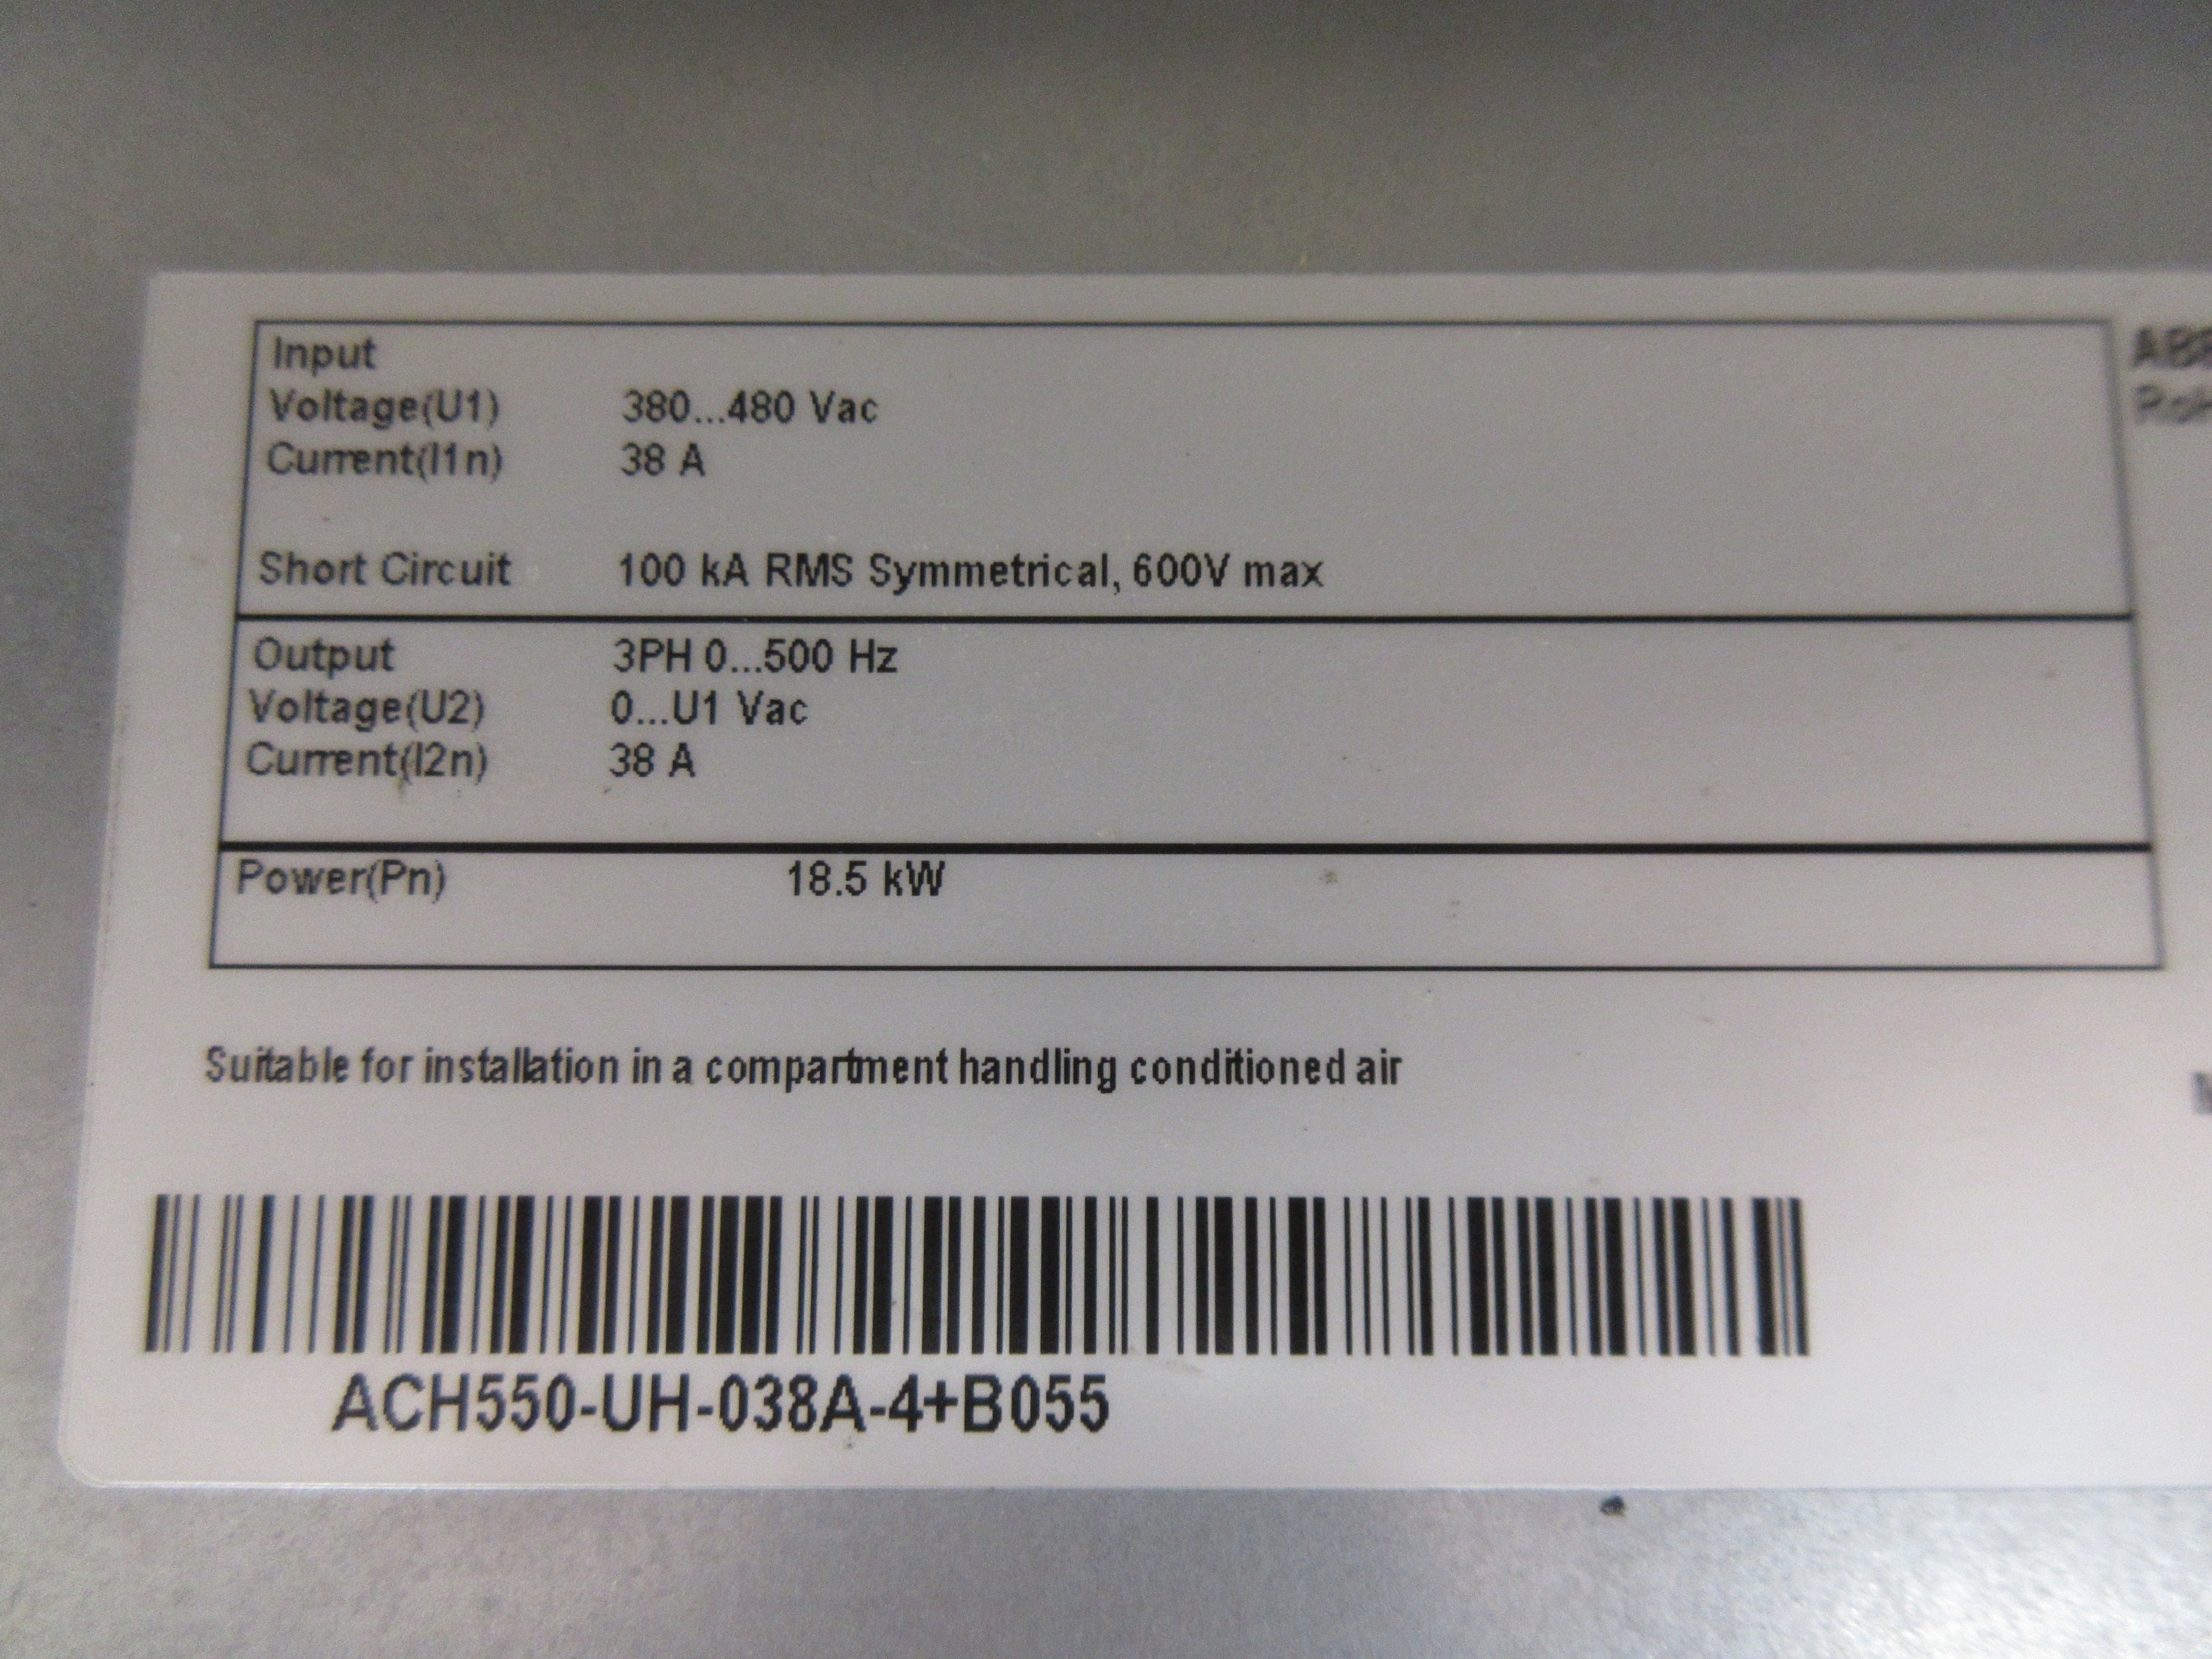 Input
Voltage(U1) 380...480 Vac
Current(I1n) 38 A
Short Circuit 100 kA RMS Symmetrical, 600V max
Output 3PH 0...500 Hz
Voltage(U2) 0...U1 Vac
Current(I2n) 38 A
Power(Pn) 18.5 kW
Suitable for installation in a compartment handling conditioned air
ACH550-UH-038A-4+B055